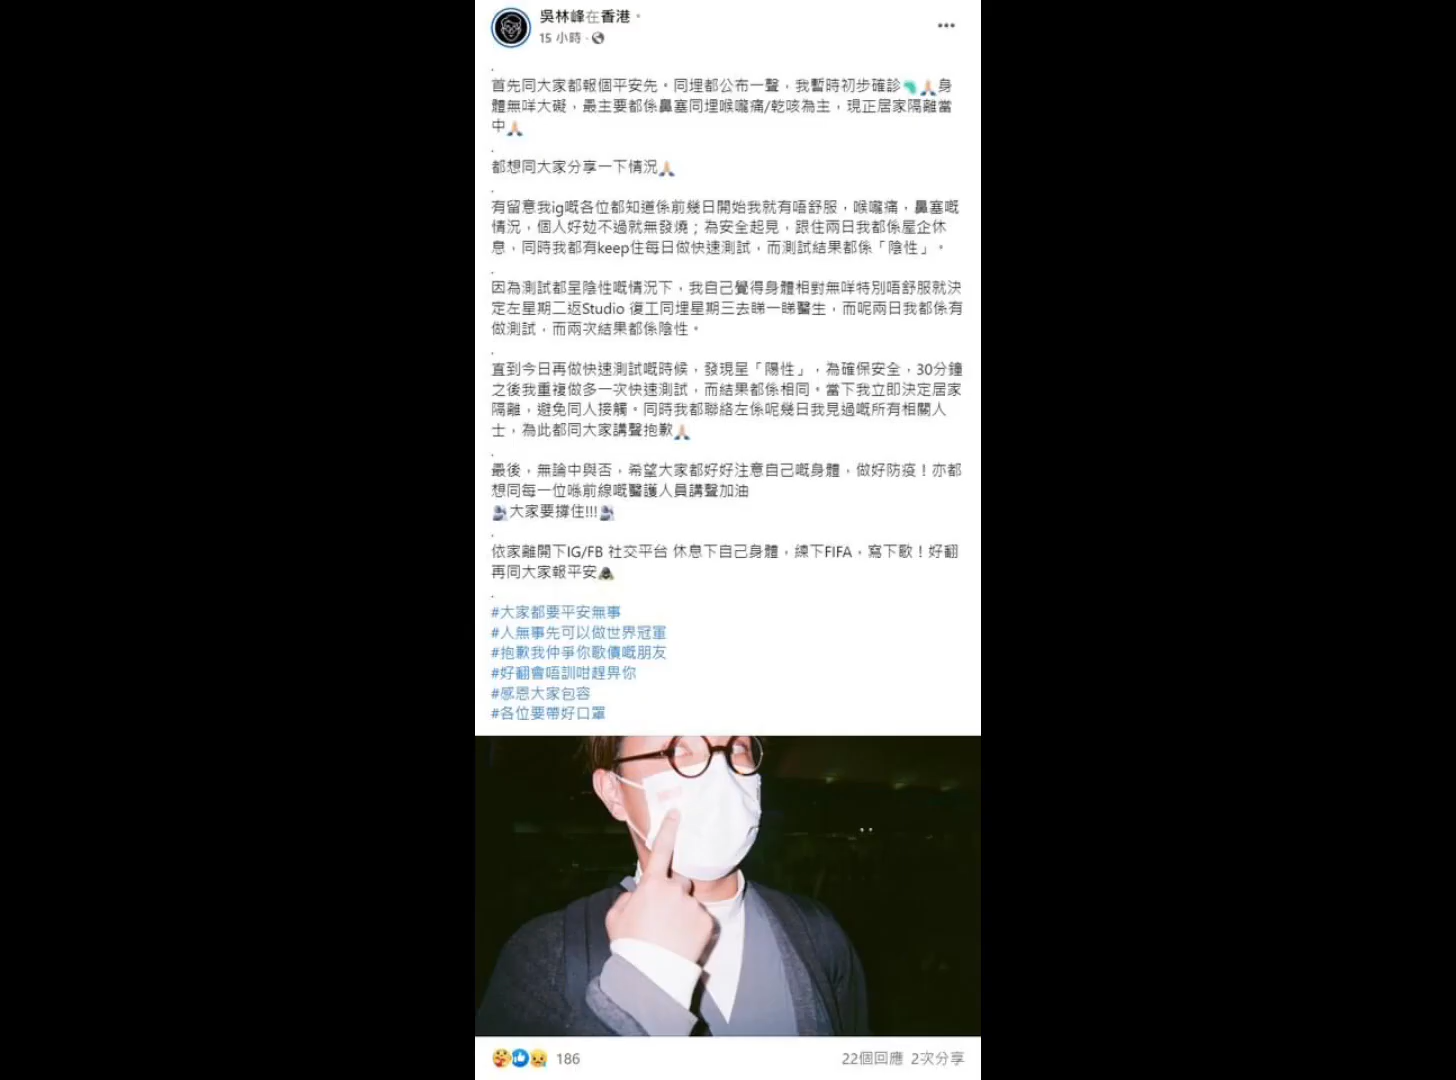 吳林峰在香港。
15 小時 ·
.
首先同大家都報個平安先。同埋都公布一聲，我暫時初步確診🦠🙏🏻身
體無咩大礙，最主要都係鼻塞同埋喉嚨痛/乾咳為主，現正居家隔離當
中🙏🏻
.
都想同大家分享一下情況🙏🏻
.
有留意我ig嘅各位都知道係前幾日開始我就有唔舒服，喉嚨痛，鼻塞嘅
情況，個人好攰不過就無發燒；為安全起見，跟住兩日我都係屋企休
息，同時我都有keep住每日做快速測試，而測試結果都係「陰性」。
.
因為測試都呈陰性嘅情況下，我自己覺得身體相對無咩特別唔舒服就決
定左星期二返Studio 復工同埋星期三去睇一睇醫生，而呢兩日我都係有
做測試，而兩次結果都係陰性。
.
直到今日再做快速測試嘅時候，發現呈「陽性」，為確保安全，30分鐘
之後我重複做多一次快速測試，而結果都係相同。當下我立即決定居家
隔離，避免同人接觸。同時我都聯絡左係呢幾日我見過嘅所有相關人
士，為此都同大家講聲抱歉🙏🏻
.
最後，無論中與否，希望大家都好好注意自己嘅身體，做好防疫！亦都
想同每一位喺前線嘅醫護人員講聲加油
大家要撐住!!!
.
依家離開下IG/FB 社交平台 休息下自己身體，練下FIFA，寫下歌！好翻
再同大家報平安
.
#大家都要平安無事
#人無事先可以做世界冠軍
#抱歉我仲爭你歌債嘅朋友
#好翻會唔訓咁趕畀你
#感恩大家包容
#各位要帶好口罩
186
22個回應 2次分享